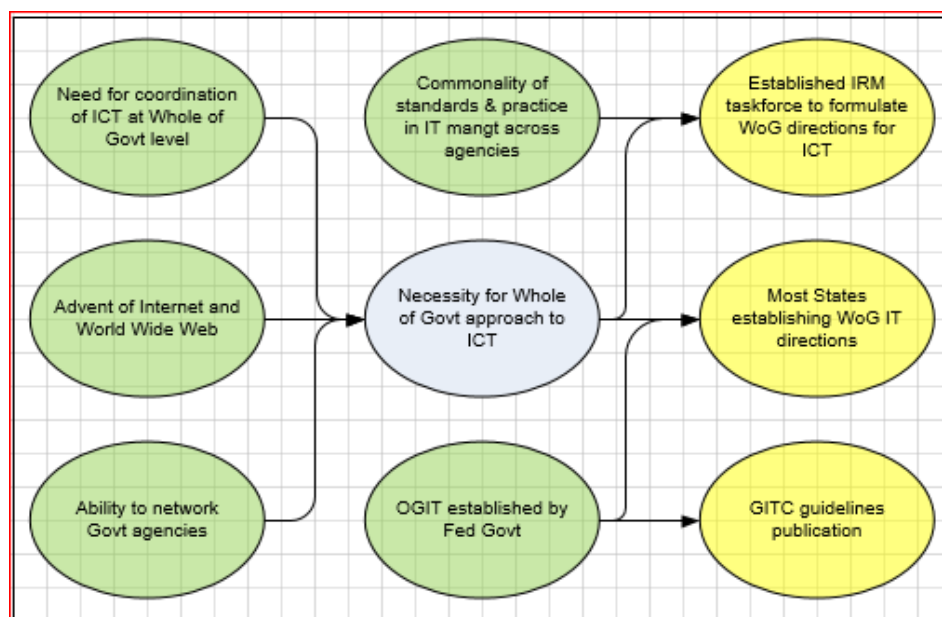 Need for coordination
of ICT at Whole of
Govt level
Commonality of
standards & practice
in IT mangt across
agencies
Established IRM
taskforce to formulate
WoG directions for
ICT
Advent of Internet and
World Wide Web
Necessity for Whole
of Govt approach to
ICT
Most States
establishing WoG IT
directions
Ability to network
Govt agencies
OGIT established by
Fed Govt
GITC guidelines
publication